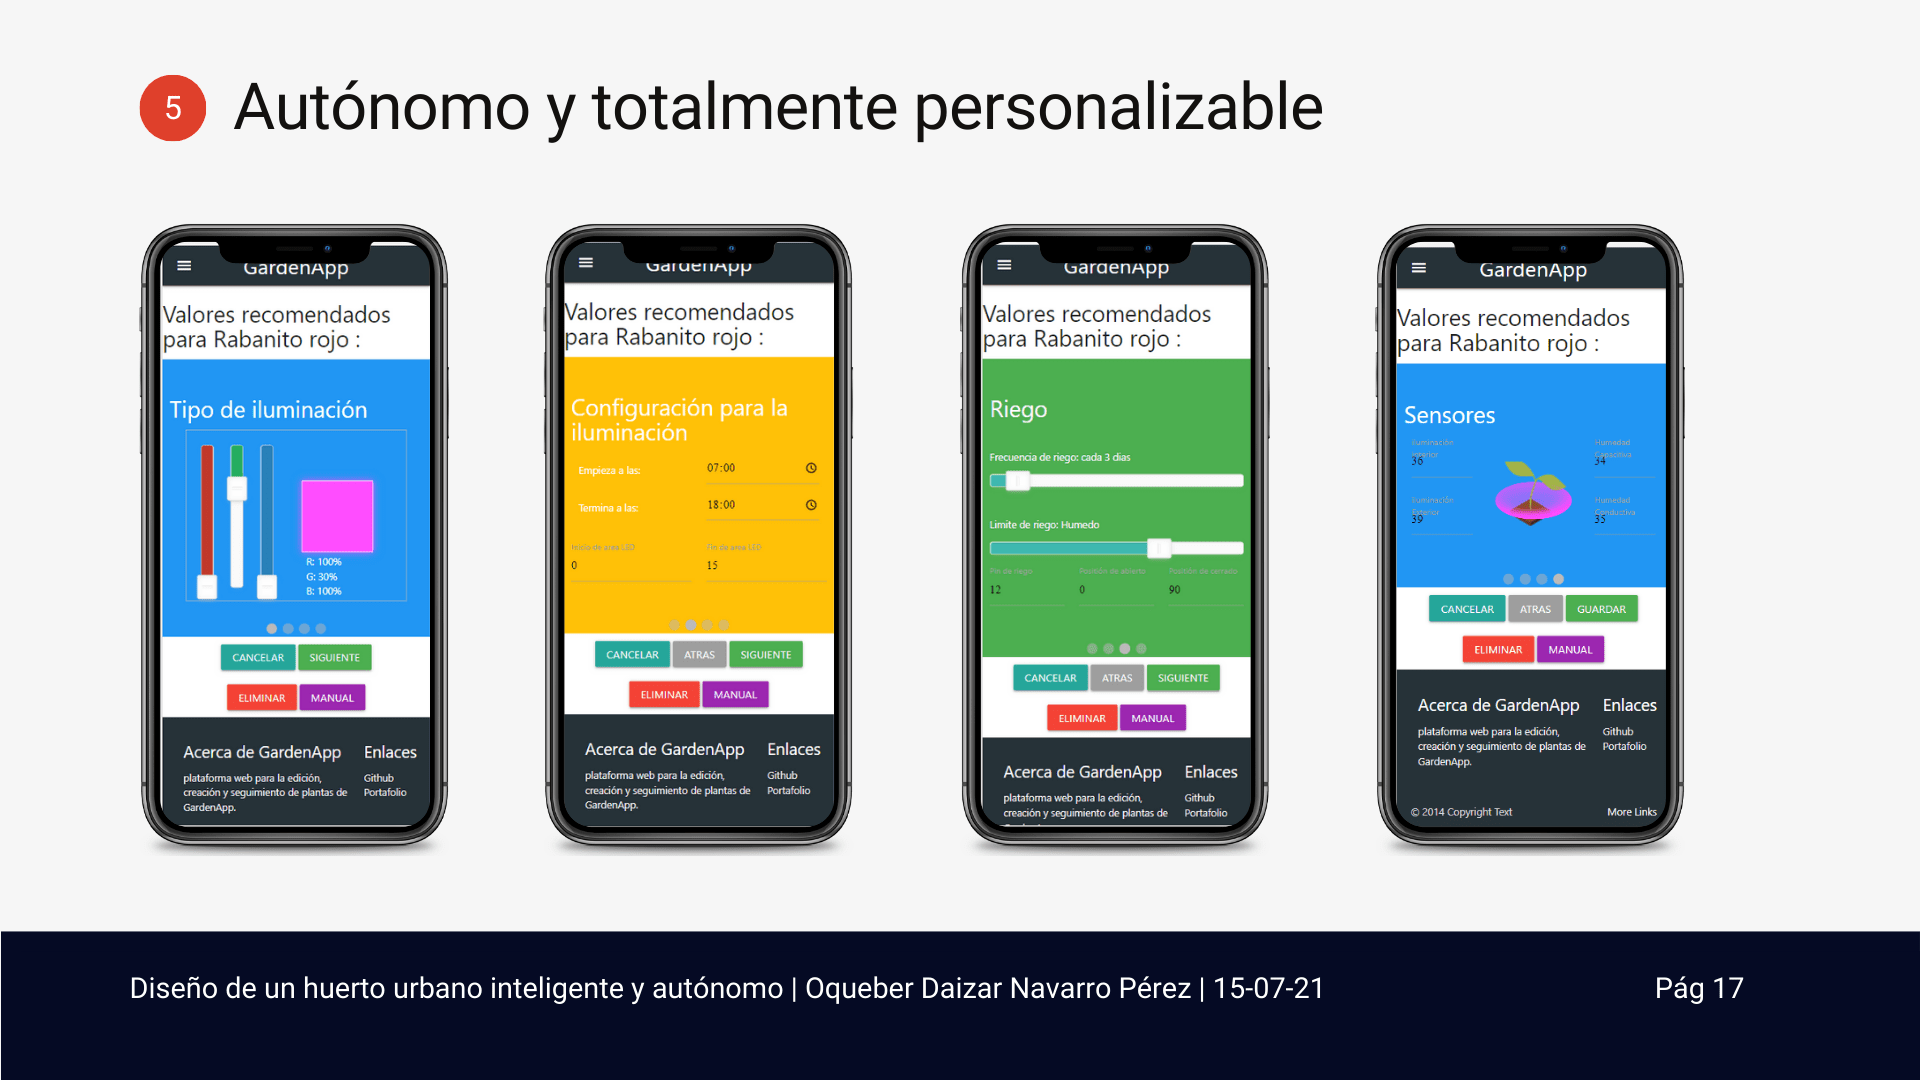 5 Autónomo y totalmente personalizable
GardenApp
Valores recomendados
para Rabanito rojo :
Tipo de iluminación
R: 100%
G: 30%
B: 100%
CANCELAR SIGUIENTE
ELIMINAR MANUAL
Acerca de GardenApp Enlaces
plataforma web para la edición,
creación y seguimiento de plantas de
GardenApp.
Github
Portafolio
GardenApp
Valores recomendados
para Rabanito rojo :
Configuración para la
iluminación
Empieza a las: 07:00
Termina a las: 18:00
Inicio de area LED Fin de area LED
0 15
CANCELAR ATRAS SIGUIENTE
ELIMINAR MANUAL
Acerca de GardenApp Enlaces
plataforma web para la edición,
creación y seguimiento de plantas de
GardenApp.
Github
Portafolio
GardenApp
Valores recomendados
para Rabanito rojo :
Riego
Frecuencia de riego: cada 3 dias
Limite de riego: Humedo
Pin de riego Posición de abierto Posición de cerrado
12 0 90
CANCELAR ATRAS SIGUIENTE
ELIMINAR MANUAL
Acerca de GardenApp Enlaces
plataforma web para la edición,
creación y seguimiento de plantas de
Github
Portafolio
GardenApp
Valores recomendados
para Rabanito rojo :
Sensores
Iluminación
Interior
36
Humedad
Capacitiva
34
Iluminación
Exterior
39
Humedad
Conductiva
35
CANCELAR ATRAS GUARDAR
ELIMINAR MANUAL
Acerca de GardenApp Enlaces
plataforma web para la edición,
creación y seguimiento de plantas de
GardenApp.
Github
Portafolio
© 2014 Copyright Text More Links
Diseño de un huerto urbano inteligente y autónomo | Oqueber Daizar Navarro Pérez | 15-07-21 Pág 17